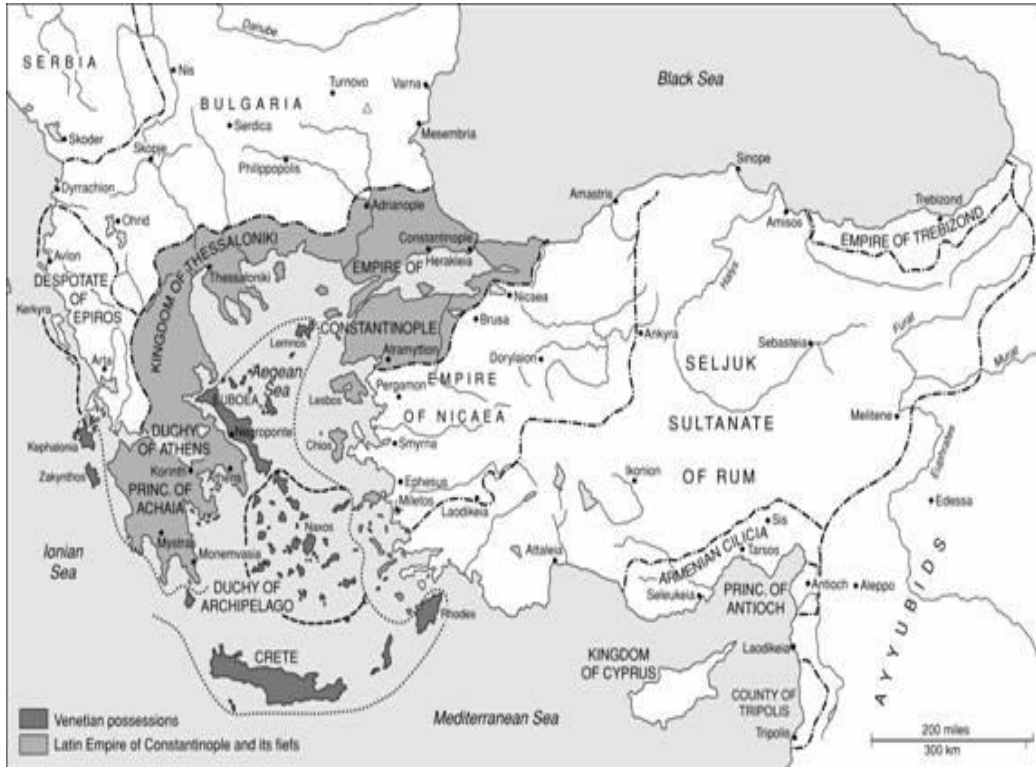 Danube
SERBIA
Nis
Turnovo
Varna
Black Sea
BULGARIA
Serdica
Mesembria
Skoder
Skopje
Philippopolis
Sinope
Dyrrachion
Adrianople
Amastris
Amisos
Trebizond
EMPIRE OF TREBIZOND
Ohrid
Constantinople
Avlon
KINGDOM OF THESSALONIKI
EMPIRE OF
Herakleia
Thessaloniki
Halys
DESPOTATE
OF
EPIROS
Nicaea
Furat
Kerkyra
Brusa
CONSTANTINOPLE
Ankyra
Lemnos
Sebasteia
Murat
Arta
Atramyttion
Dorylaion
SELJUK
Aegean
Sea
EMPIRE
Pergamon
Lesbos
EUBOEA
OF NICAEA
Melitene
DUCHY
OF ATHENS
Negroponte
SULTANATE
Kephalonia
Chios
Smyrna
Euphrates
Zakynthos
Korinth
Athens
Ikonion
OF RUM
PRINC. OF
ACHAIA
Ephesus
Miletos
Laodikeia
Edessa
Naxos
Sis
Mystras
Attaleia
ARMENIAN CILICIA
Tarsos
Ionian
Sea
Monemvasia
Antioch
Aleppo
DUCHY OF
ARCHIPELAGO
Seleukeia
PRINC. OF
ANTIOCH
Rhodes
AYYUBIDS
Laodikeia
CRETE
KINGDOM
OF CYPRUS
COUNTY OF
TRIPOLIS
Venetian possessions
Mediterranean Sea
Tripolis
200 miles
Latin Empire of Constantinople and its fiefs
300 km